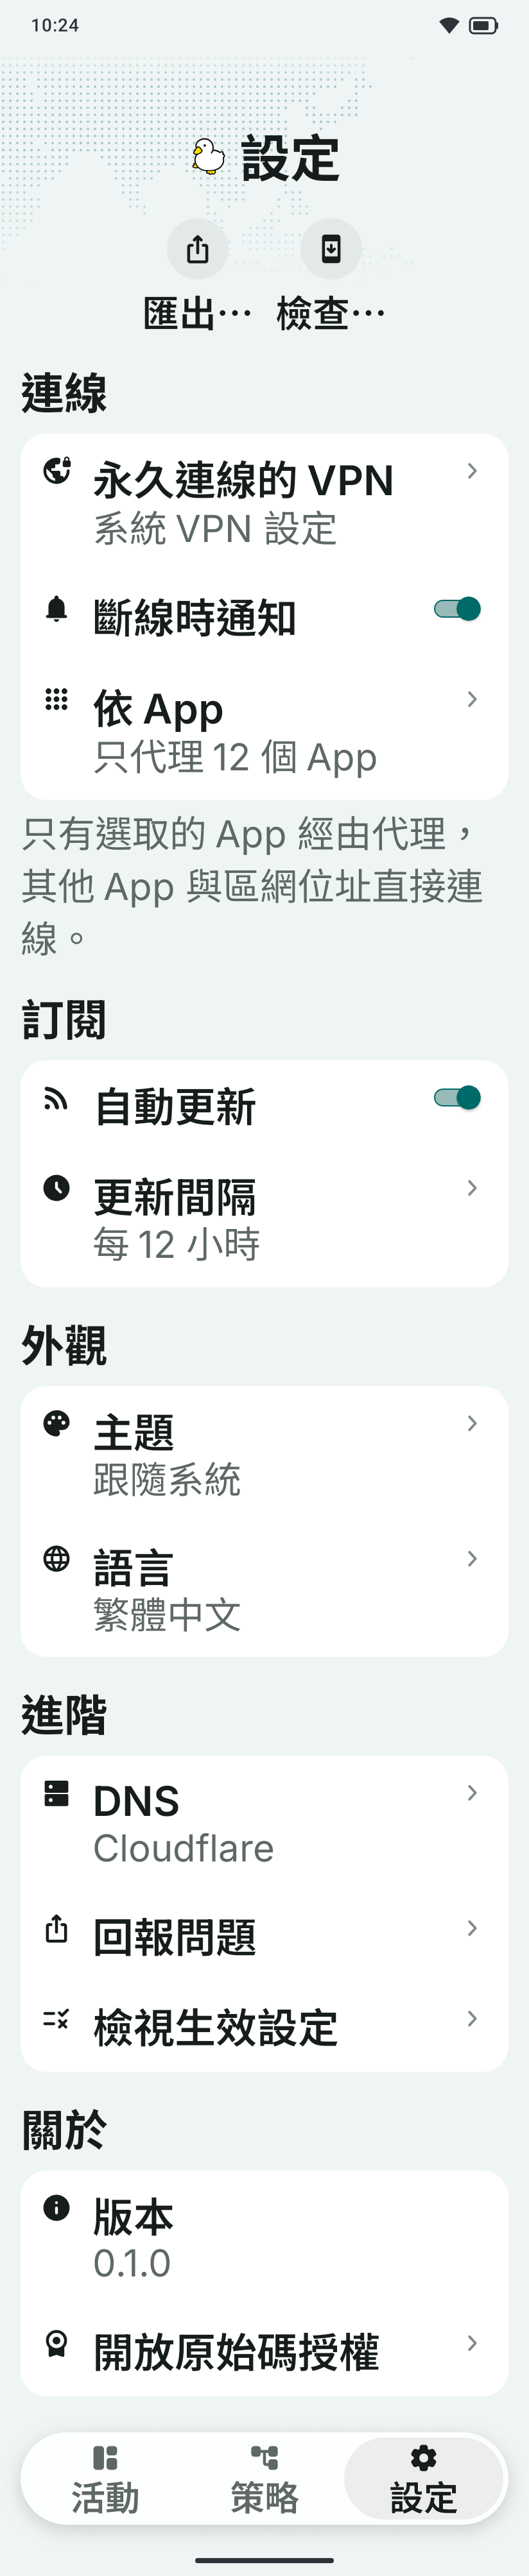 10:24
設定
匯出…
檢查…
連線
永久連線的 VPN
系統 VPN 設定
斷線時通知
依 App
只代理 12 個 App
只有選取的 App 經由代理，
其他 App 與區網位址直接連
線。
訂閱
自動更新
更新間隔
每 12 小時
外觀
主題
跟隨系統
語言
繁體中文
進階
DNS
Cloudflare
回報問題
檢視生效設定
關於
版本
0.1.0
開放原始碼授權
活動
策略
設定